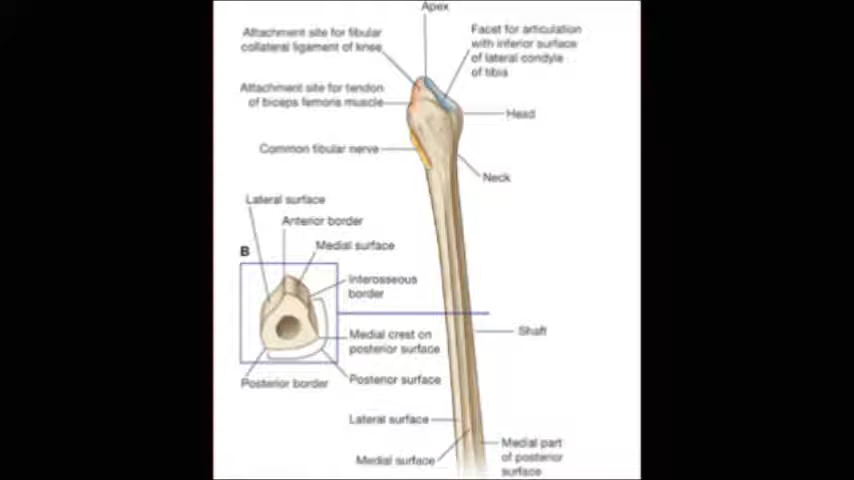 Apex
Attachment site for fibular
collateral ligament of knee
Facet for articulation
with inferior surface
of lateral condyle
of tibia
Attachment site for tendon
of biceps femoris muscle
Head
Common fibular nerve
Neck
Lateral surface
Anterior border
Medial surface
B
Interosseous
border
Shaft
Medial crest on
posterior surface
Posterior border
Posterior surface
Lateral surface
Medial surface
Medial part
of posterior
surface